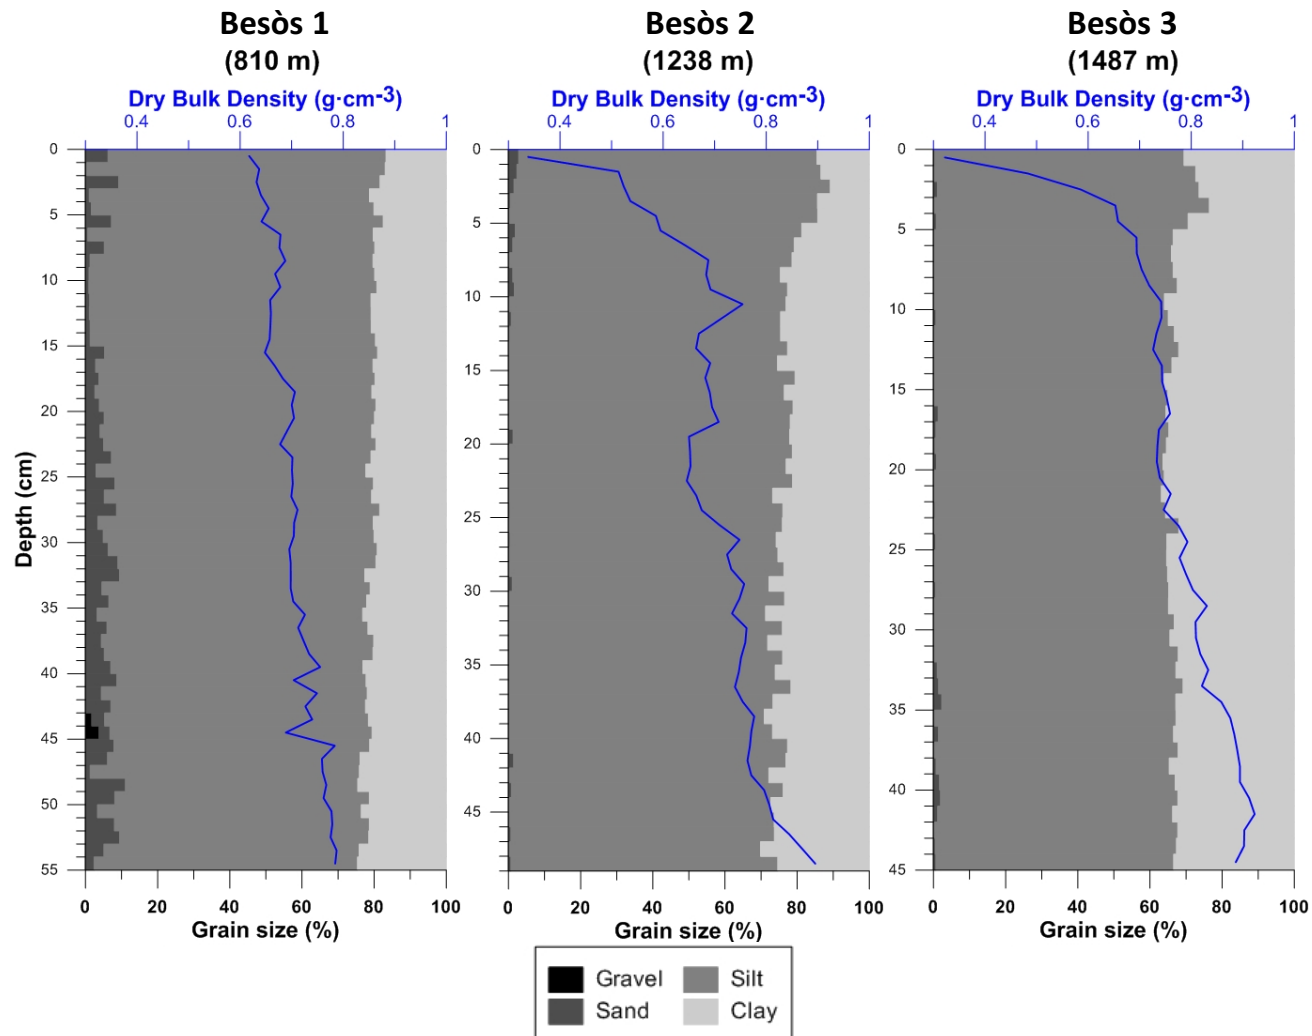 Besòs 1
(810 m)
Dry Bulk Density (g·cm-3)
0.4 0.6 0.8 1
Besòs 2
(1238 m)
Dry Bulk Density (g·cm-3)
0.4 0.6 0.8 1
Besòs 3
(1487 m)
Dry Bulk Density (g·cm-3)
0.4 0.6 0.8 1
Depth (cm)
0
5
10
15
20
25
30
35
40
45
50
55
0 20 40 60 80 100
Grain size (%)
0
5
10
15
20
25
30
35
40
45
0 20 40 60 80 100
Grain size (%)
0
5
10
15
20
25
30
35
40
45
0 20 40 60 80 100
Grain size (%)
Gravel Silt
Sand Clay